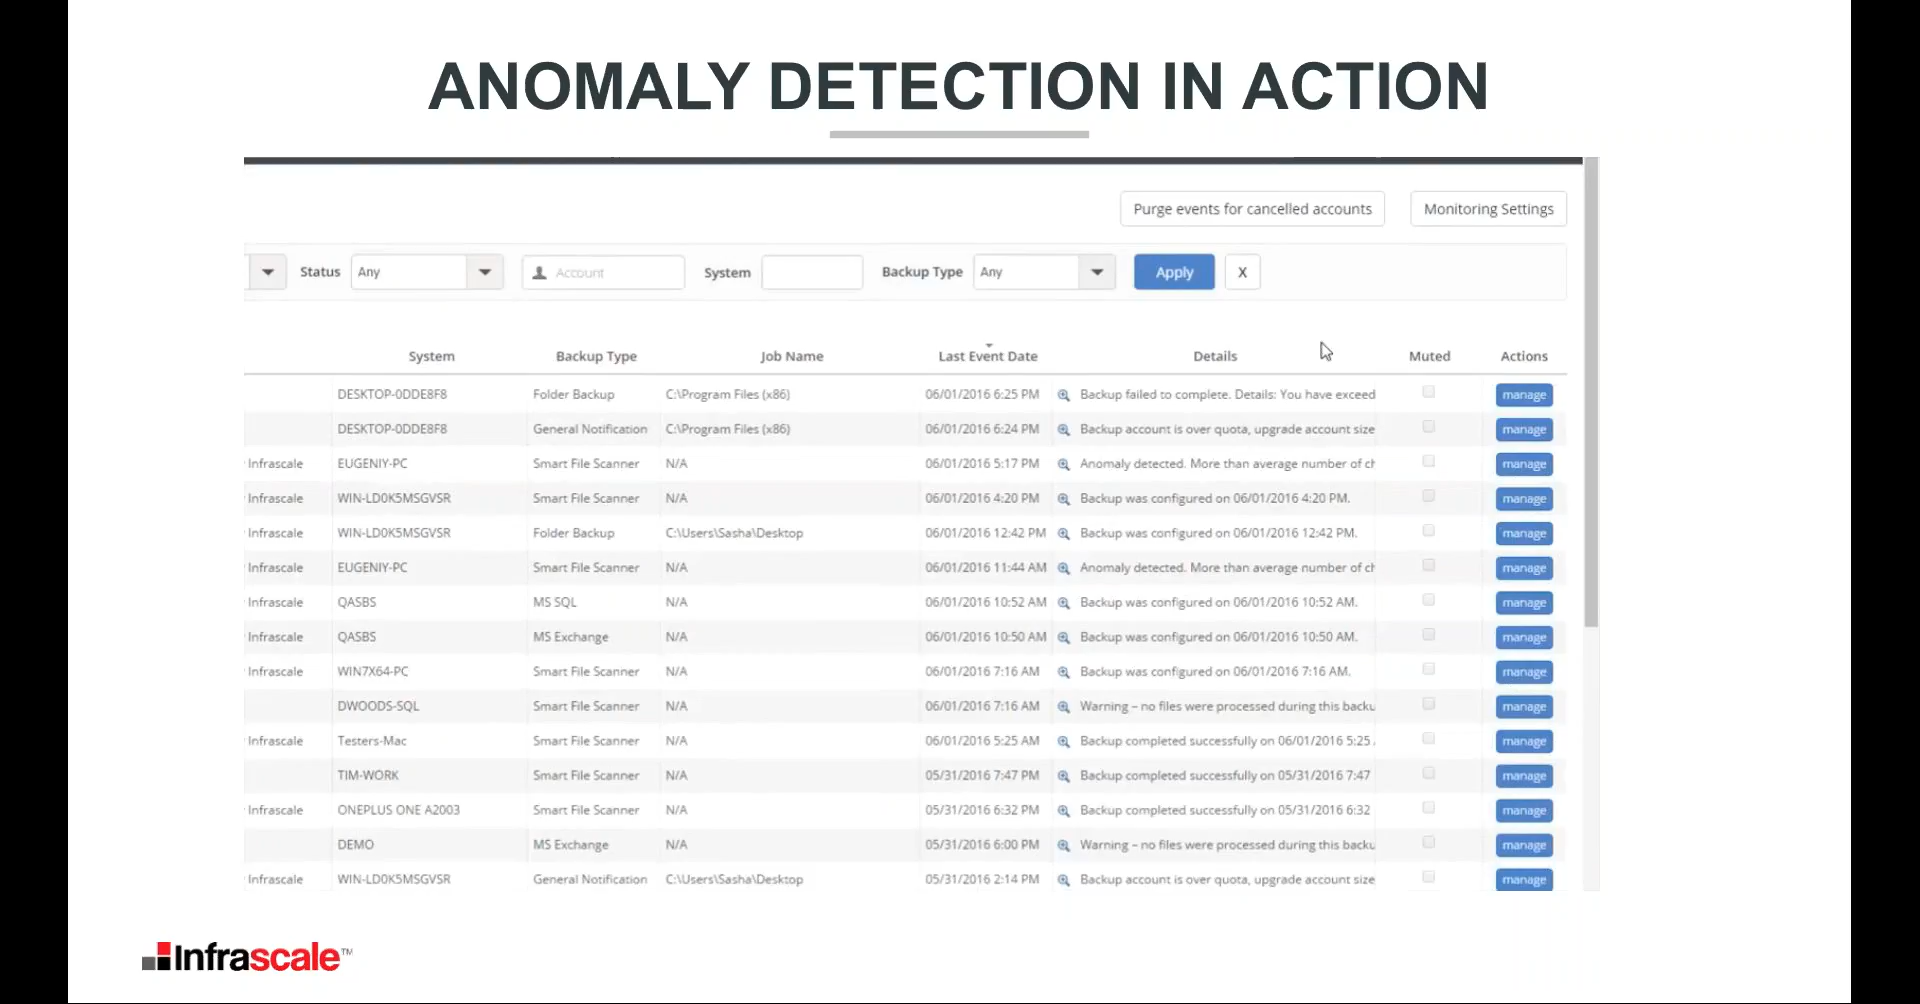 ANOMALY DETECTION IN ACTION
Purge events for cancelled accounts Monitoring Settings
Status Any Account System Backup Type Any Apply X
System Backup Type Job Name Last Event Date Details Muted Actions
DESKTOP-0DDE8F8 Folder Backup C:\Program Files (x86) 06/01/2016 6:25 PM Backup failed to complete. Details: You have exceed manage
DESKTOP-0DDE8F8 General Notification C:\Program Files (x86) 06/01/2016 6:24 PM Backup account is over quota, upgrade account size manage
Infrascale EUGENIY-PC Smart File Scanner N/A 06/01/2016 5:17 PM Anomaly detected. More than average number of ch manage
Infrascale WIN-LD0K5MSGVSR Smart File Scanner N/A 06/01/2016 4:20 PM Backup was configured on 06/01/2016 4:20 PM. manage
Infrascale WIN-LD0K5MSGVSR Folder Backup C:\Users\Sasha\Desktop 06/01/2016 12:42 PM Backup was configured on 06/01/2016 12:42 PM. manage
Infrascale EUGENIY-PC Smart File Scanner N/A 06/01/2016 11:44 AM Anomaly detected. More than average number of ch manage
Infrascale QASBS MS SQL N/A 06/01/2016 10:52 AM Backup was configured on 06/01/2016 10:52 AM. manage
Infrascale QASBS MS Exchange N/A 06/01/2016 10:50 AM Backup was configured on 06/01/2016 10:50 AM. manage
Infrascale WIN7X64-PC Smart File Scanner N/A 06/01/2016 7:16 AM Backup was configured on 06/01/2016 7:16 AM. manage
DWOODS-SQL Smart File Scanner N/A 06/01/2016 7:16 AM Warning – no files were processed during this backu manage
Infrascale Testers-Mac Smart File Scanner N/A 06/01/2016 5:25 AM Backup completed successfully on 06/01/2016 5:25 manage
TIM-WORK Smart File Scanner N/A 05/31/2016 7:47 PM Backup completed successfully on 05/31/2016 7:47 manage
Infrascale ONEPLUS ONE A2003 Smart File Scanner N/A 05/31/2016 6:32 PM Backup completed successfully on 05/31/2016 6:32 manage
DEMO MS Exchange N/A 05/31/2016 6:00 PM Warning – no files were processed during this backu manage
Infrascale WIN-LD0K5MSGVSR General Notification C:\Users\Sasha\Desktop 05/31/2016 2:14 PM Backup account is over quota, upgrade account size manage
Infrascale™